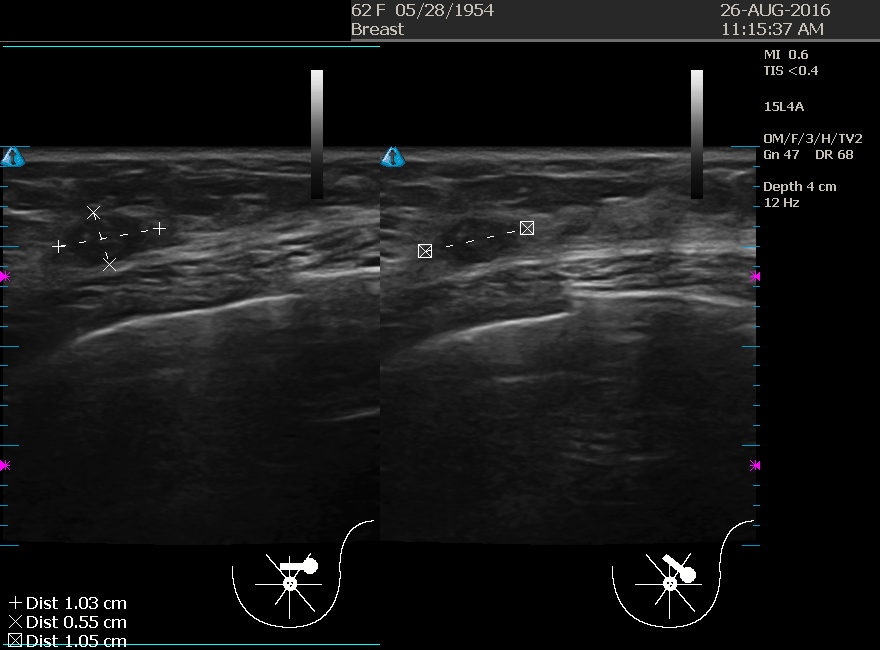 62 F 05/28/1954 26-AUG-2016
Breast 11:15:37 AM
MI 0.6
TIS <0.4
15L4A
OM/F/3/H/TV2
Gn 47 DR 68
Depth 4 cm
12 Hz
Dist 1.03 cm
Dist 0.55 cm
Dist 1.05 cm